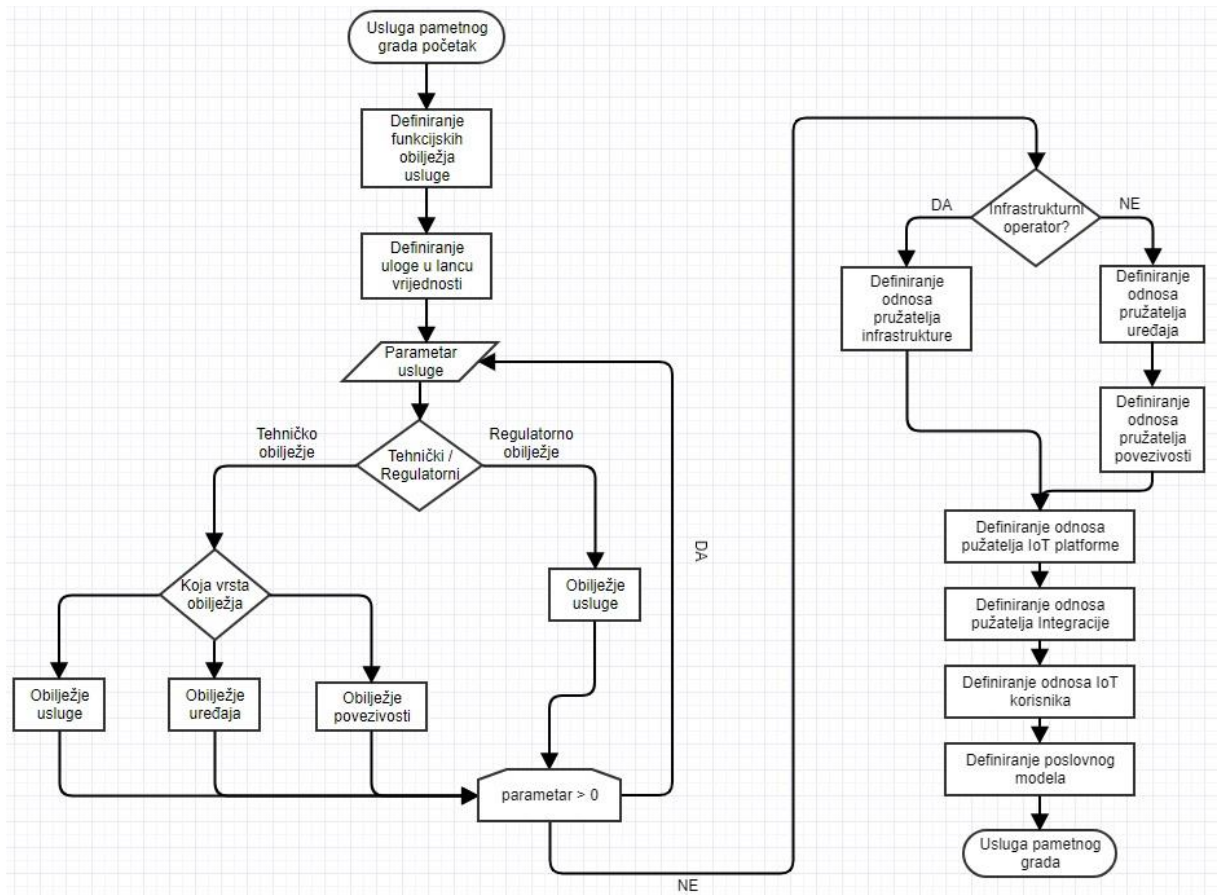 Usluga pametnog
grada početak
Definiranje
funkcijskih
obilježja
usluge
Definiranje
uloge u lancu
vrijednosti
Parametar
usluge
Tehnički /
Regulatorni
Tehničko
obilježje
Regulatorno
obilježje
Koja vrsta
obilježja
Obilježje
usluge
Obilježje
uređaja
Obilježje
povezivosti
Obilježje
usluge
parametar > 0
DA
NE
Infrastrukturni
operator?
DA
NE
Definiranje
odnosa
pružatelja
infrastrukture
Definiranje
odnosa
pružatelja
uređaja
Definiranje
odnosa
pružatelja
povezivosti
Definiranje odnosa
pužatelja IoT platforme
Definiranje odnosa
pužatelja Integracije
Definiranje odnosa IoT
korisnika
Definiranje poslovnog
modela
Usluga pametnog
grada